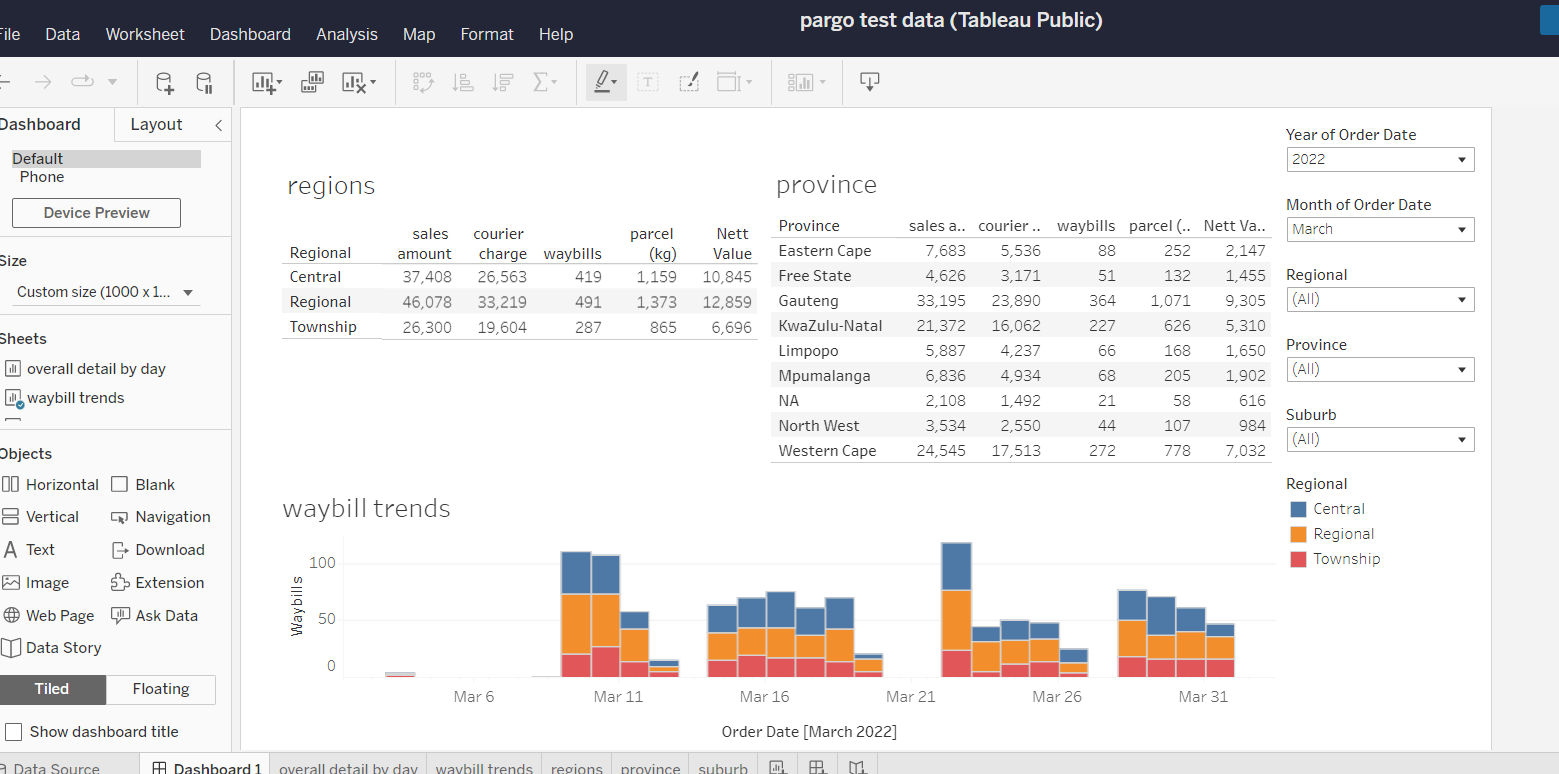 pargo test data (Tableau Public)
File Data Worksheet Dashboard Analysis Map Format Help
Dashboard Layout
Default
Phone
Device Preview
Size
Custom size (1000 x 1...
Sheets
overall detail by day
waybill trends
Objects
Horizontal Blank
Vertical Navigation
Text Download
Image Extension
Web Page Ask Data
Data Story
Tiled Floating
Show dashboard title
regions
Regional sales amount courier charge waybills parcel (kg) Nett Value
Central 37,408 26,563 419 1,159 10,845
Regional 46,078 33,219 491 1,373 12,859
Township 26,300 19,604 287 865 6,696
province
Province sales a.. courier .. waybills parcel (.. Nett Va..
Eastern Cape 7,683 5,536 88 252 2,147
Free State 4,626 3,171 51 132 1,455
Gauteng 33,195 23,890 364 1,071 9,305
KwaZulu-Natal 21,372 16,062 227 626 5,310
Limpopo 5,887 4,237 66 168 1,650
Mpumalanga 6,836 4,934 68 205 1,902
NA 2,108 1,492 21 58 616
North West 3,534 2,550 44 107 984
Western Cape 24,545 17,513 272 778 7,032
waybill trends
Waybills
100
50
0
Mar 6 Mar 11 Mar 16 Mar 21 Mar 26 Mar 31
Order Date [March 2022]
Year of Order Date
2022
Month of Order Date
March
Regional
(All)
Province
(All)
Suburb
(All)
Regional
Central
Regional
Township
Data Source Dashboard 1 overall detail by day waybill trends regions province suburb